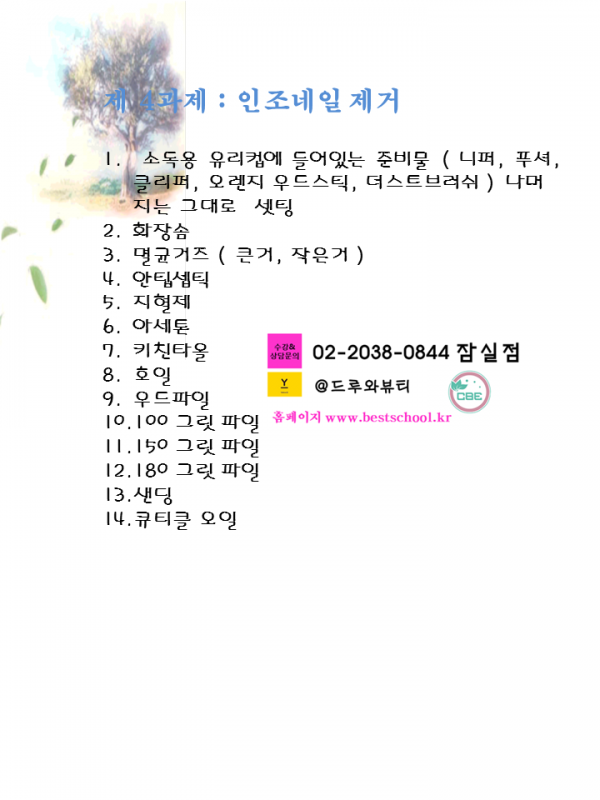 제 4과제 : 인조네일 제거
1. 소독용 유리컵에 들어있는 준비물 ( 니퍼, 푸셔,
클리퍼, 오렌지 우드스틱, 더스트브러쉬 ) 나머
지는 그대로 셋팅
2. 화장솜
3. 멸균거즈 ( 큰거, 작은거 )
4. 안팁셉틱
5. 지혈제
6. 아세톤
7. 키친타올
수강&
상담문의
02-2038-0844 잠실점
8. 호일
@드루와뷰티
CBE
9. 우드파일
10.100 그릿 파일
홈페이지 www.bestschool.kr
11.150 그릿 파일
12.180 그릿 파일
13.샌딩
14.큐티클 오일